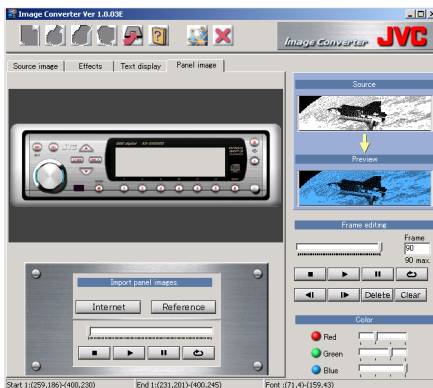 Image Converter Ver 1.0.03E
Image Converter JVC
Source image Effects Text display Panel image
Source
Preview
JVC
Frame editing
Frame
90
90 max.
Delete Clear
Import panel images.
Internet Reference
Color
Red
Green
Blue
Start 1:(259,186)-(400,230) End 1:(231,201)-(400,245) Font :(71,4)-(159,43)